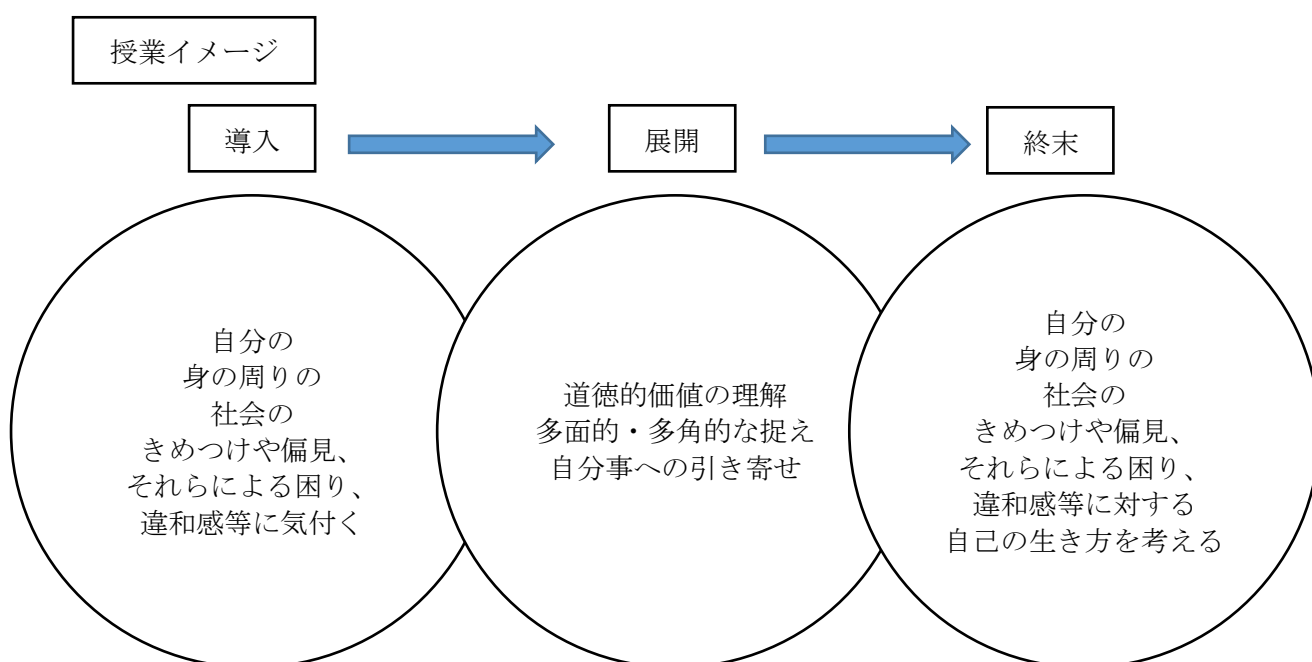 授業イメージ
導入
展開
終末
自分の
身の周りの
社会の
きめつけや偏見、
それらによる困り、
違和感等に気付く
道徳的価値の理解
多面的・多角的な捉え
自分事への引き寄せ
自分の
身の周りの
社会の
きめつけや偏見、
それらによる困り、
違和感等に対する
自己の生き方を考える